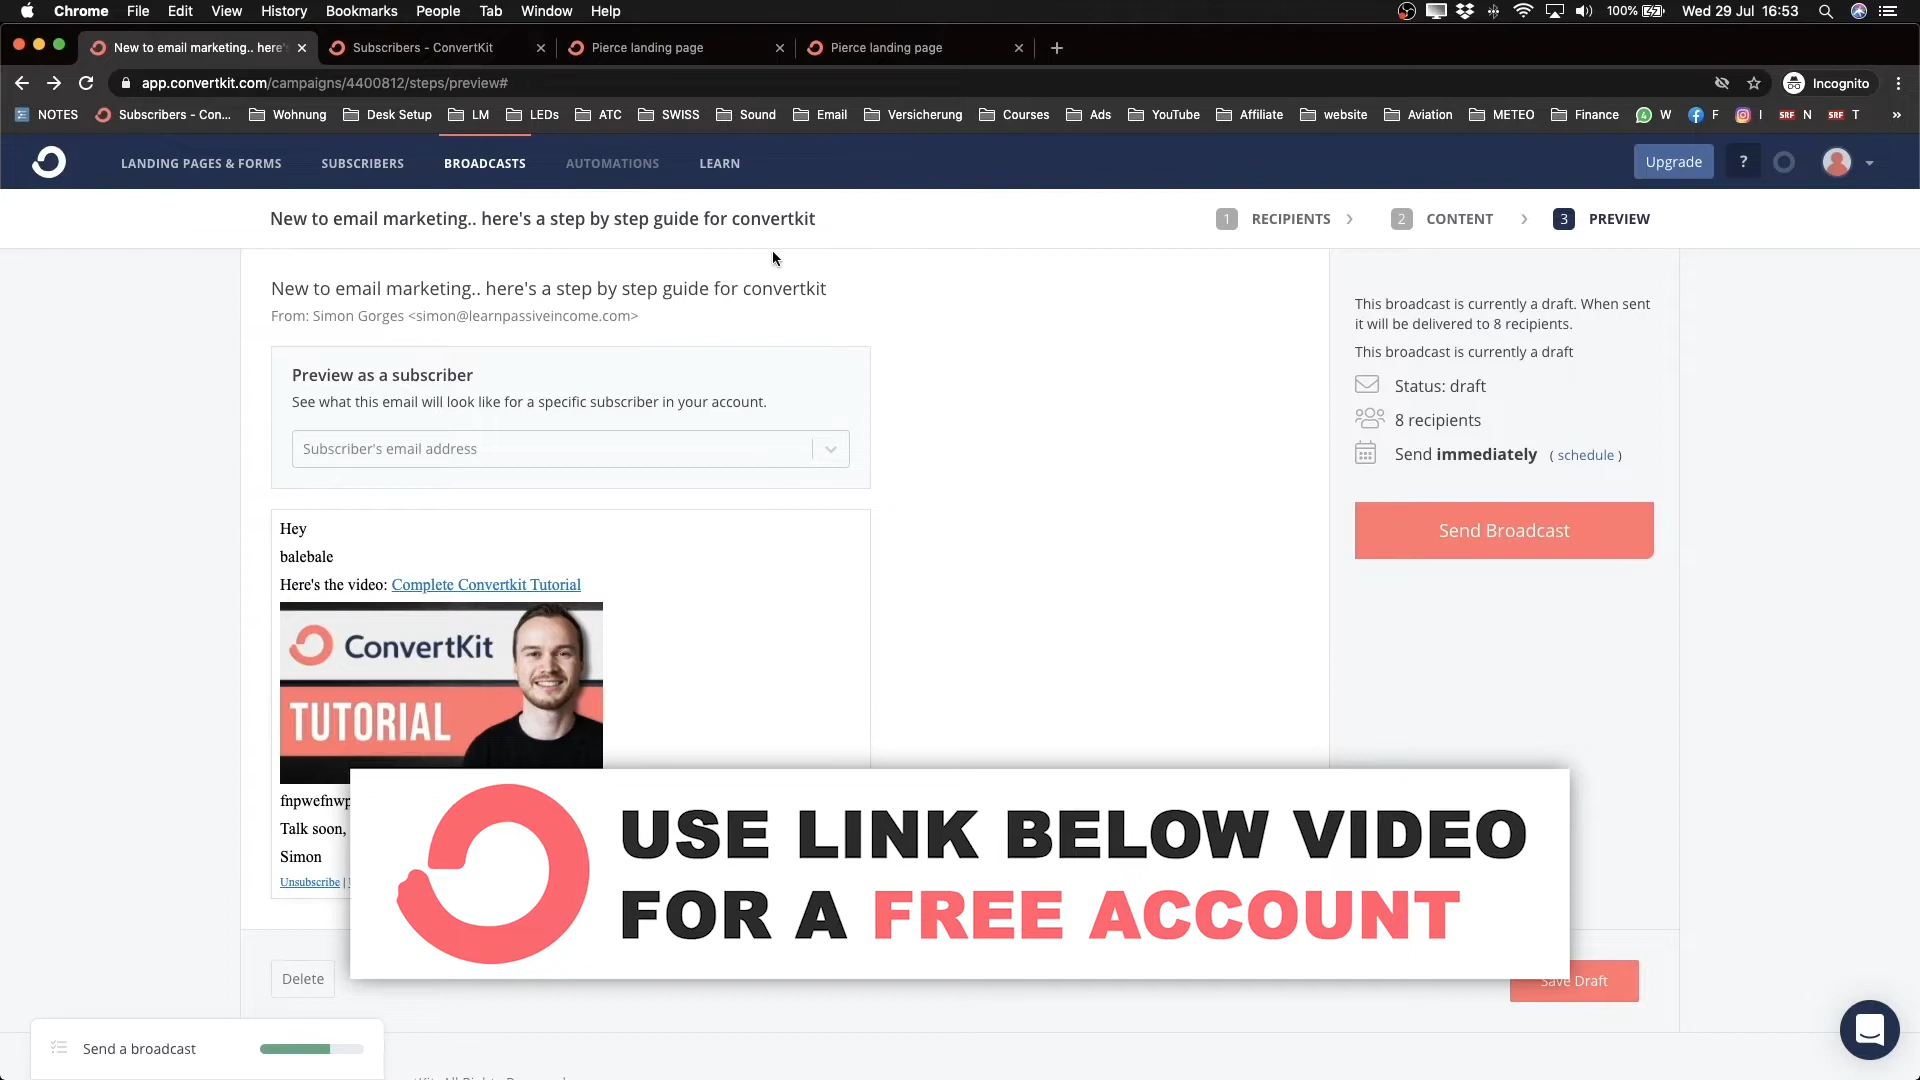 Chrome File Edit View History Bookmarks People Tab Window Help 100% Wed 29 Jul 16:53
New to email marketing.. here's Subscribers - ConvertKit Pierce landing page Pierce landing page
app.convertkit.com/campaigns/4400812/steps/preview# Incognito
NOTES Subscribers - Con... Wohnung Desk Setup LM LEDs ATC SWISS Sound Email Versicherung Courses Ads YouTube Affiliate website Aviation METEO Finance 4 W F I SRF N SRF T »
LANDING PAGES & FORMS SUBSCRIBERS BROADCASTS AUTOMATIONS LEARN Upgrade ?
New to email marketing.. here's a step by step guide for convertkit 1 RECIPIENTS 2 CONTENT 3 PREVIEW
New to email marketing.. here's a step by step guide for convertkit
From: Simon Gorges <simon@learnpassiveincome.com>
Preview as a subscriber
See what this email will look like for a specific subscriber in your account.
Subscriber's email address
Hey
balebale
Here's the video: Complete Convertkit Tutorial
ConvertKit
TUTORIAL
fnpwefnwp
Talk soon,
Simon
Unsubscribe |
This broadcast is currently a draft. When sent
it will be delivered to 8 recipients.
This broadcast is currently a draft
Status: draft
8 recipients
Send immediately ( schedule )
Send Broadcast
USE LINK BELOW VIDEO
FOR A FREE ACCOUNT
Delete
Save Draft
Send a broadcast